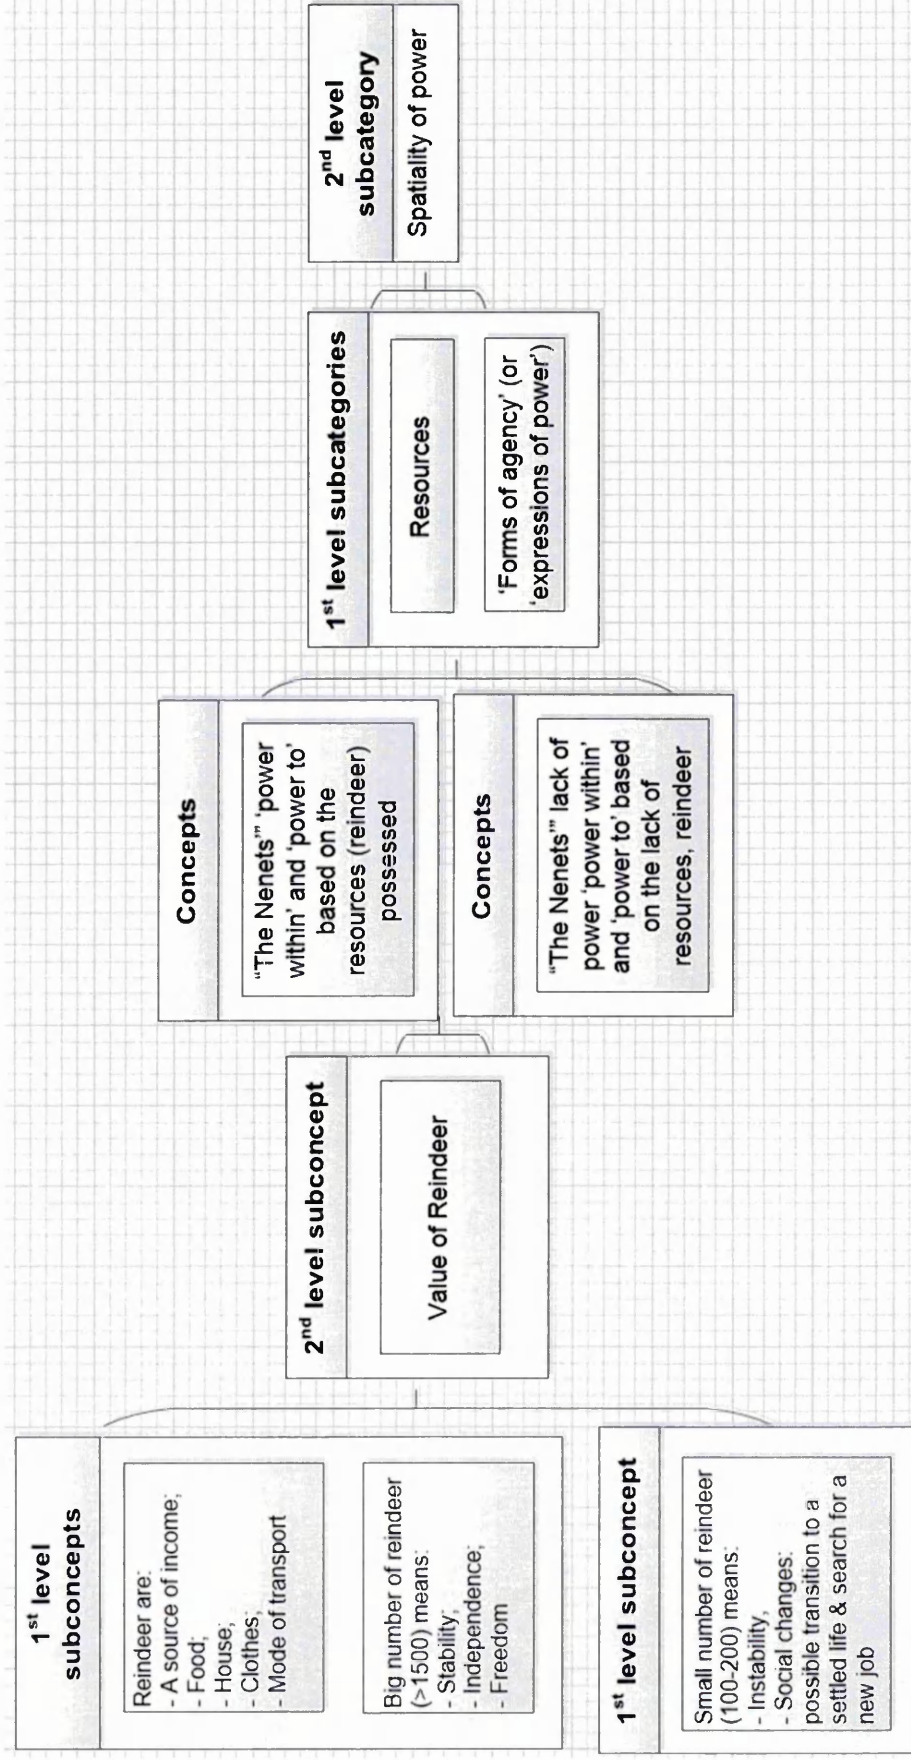 1st level
subconcepts
Reindeer are:
- A source of income;
- Food;
- House;
- Clothes;
- Mode of transport
Big number of reindeer
(>1500) means:
- Stability;
- Independence;
- Freedom
1st level subconcept
Small number of reindeer
(100-200) means:
- Instability,
- Social changes:
possible transition to a
settled life & search for a
new job
2nd level subconcept
Value of Reindeer
Concepts
“The Nenets’” ‘power
within’ and ‘power to’
based on the
resources (reindeer)
possessed
Concepts
“The Nenets’” lack of
power ‘power within’
and ‘power to’ based
on the lack of
resources, reindeer
1st level subcategories
Resources
‘Forms of agency’ (or
‘expressions of power’)
2nd level
subcategory
Spatiality of power